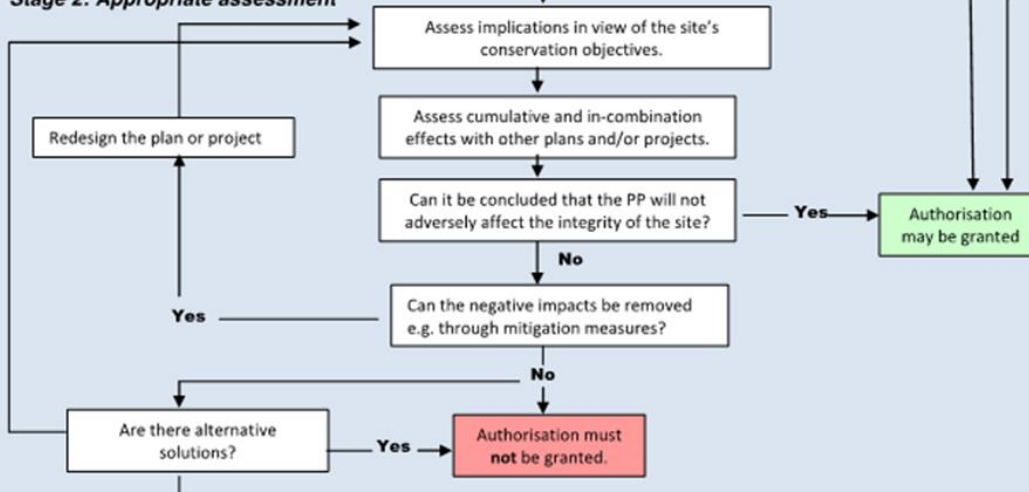 Stage 2: Appropriate assessment
Assess implications in view of the site's
conservation objectives.
Redesign the plan or project
Assess cumulative and in-combination
effects with other plans and/or projects.
Can it be concluded that the PP will not
adversely affect the integrity of the site?
Yes
Authorisation
may be granted
No
Can the negative impacts be removed
e.g. through mitigation measures?
Yes
No
Are there alternative
solutions?
Yes
Authorisation must
not be granted.